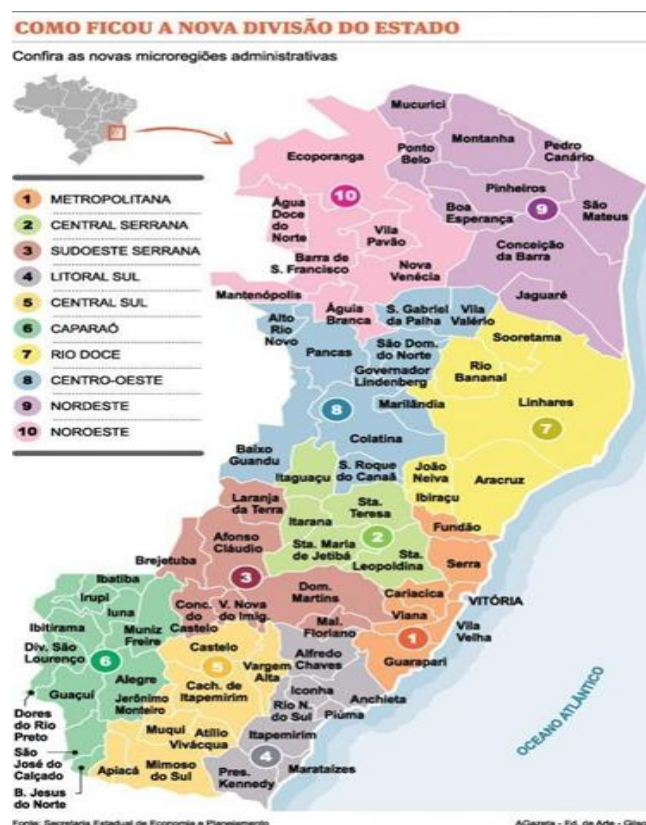 COMO FICOU A NOVA DIVISÃO DO ESTADO
Confira as novas microregiões administrativas
1 METROPOLITANA
2 CENTRAL SERRANA
3 SUDOESTE SERRANA
4 LITORAL SUL
5 CENTRAL SUL
6 CAPARAÓ
7 RIO DOCE
8 CENTRO-OESTE
9 NORDESTE
10 NOROESTE
Mucurici
Montanha
Ponto
Belo
Pedro
Canário
Ecoporanga
10
Pinheiros
Água
Doce
do
Norte
Boa
Esperança
9
São
Mateus
Vila
Pavão
Conceição
da Barra
Barra de
S. Francisco
Nova
Venécia
Jaguaré
Mantenópolis
Águia
Branca
S. Gabriel
da Palha
Vila
Valério
Alto
Rio
Novo
Sooretama
Pancas
São Dom.
do Norte
Rio
Bananal
Governador
Lindenberg
Linhares
8
Marilândia
7
Colatina
Baixo
Guandu
Itaguaçu
S. Roque
do Canaã
João
Neiva
Aracruz
Ibiraçu
Laranja
da Terra
Sta.
Teresa
Itarana
Fundão
Afonso
Cláudio
2
Sta. Maria
de Jetibá
Sta.
Leopoldina
Serra
Brejetuba
3
Ibatiba
Dom.
Martins
Cariacica
VITÓRIA
Irupi
Iuna
Conc.
do
Castelo
V. Nova
do Imig.
Viana
Vila
Velha
Ibitirama
Muniz
Freire
Mal.
Floriano
1
Div. São
Lourenço
6
Castelo
Alfredo
Chaves
Guarapari
5
Vargem
Alta
Alegre
Cach. de
Itapemirim
Guaçuí
Iconha
Anchieta
Jerônimo
Monteiro
Rio N.
do Sul
Piúma
Dores
do Rio
Preto
Muqui
Atílio
Vivácqua
Itapemirim
São
José do
Calçado
4
Apiacá
Mimoso
do Sul
Pres.
Kennedy
Marataízes
B. Jesus
do Norte
OCEANO ATLÂNTICO
Fonte: Secretaria Estadual de Economia e Planejamento
AGazeta - Ed. de Arte - Gilson